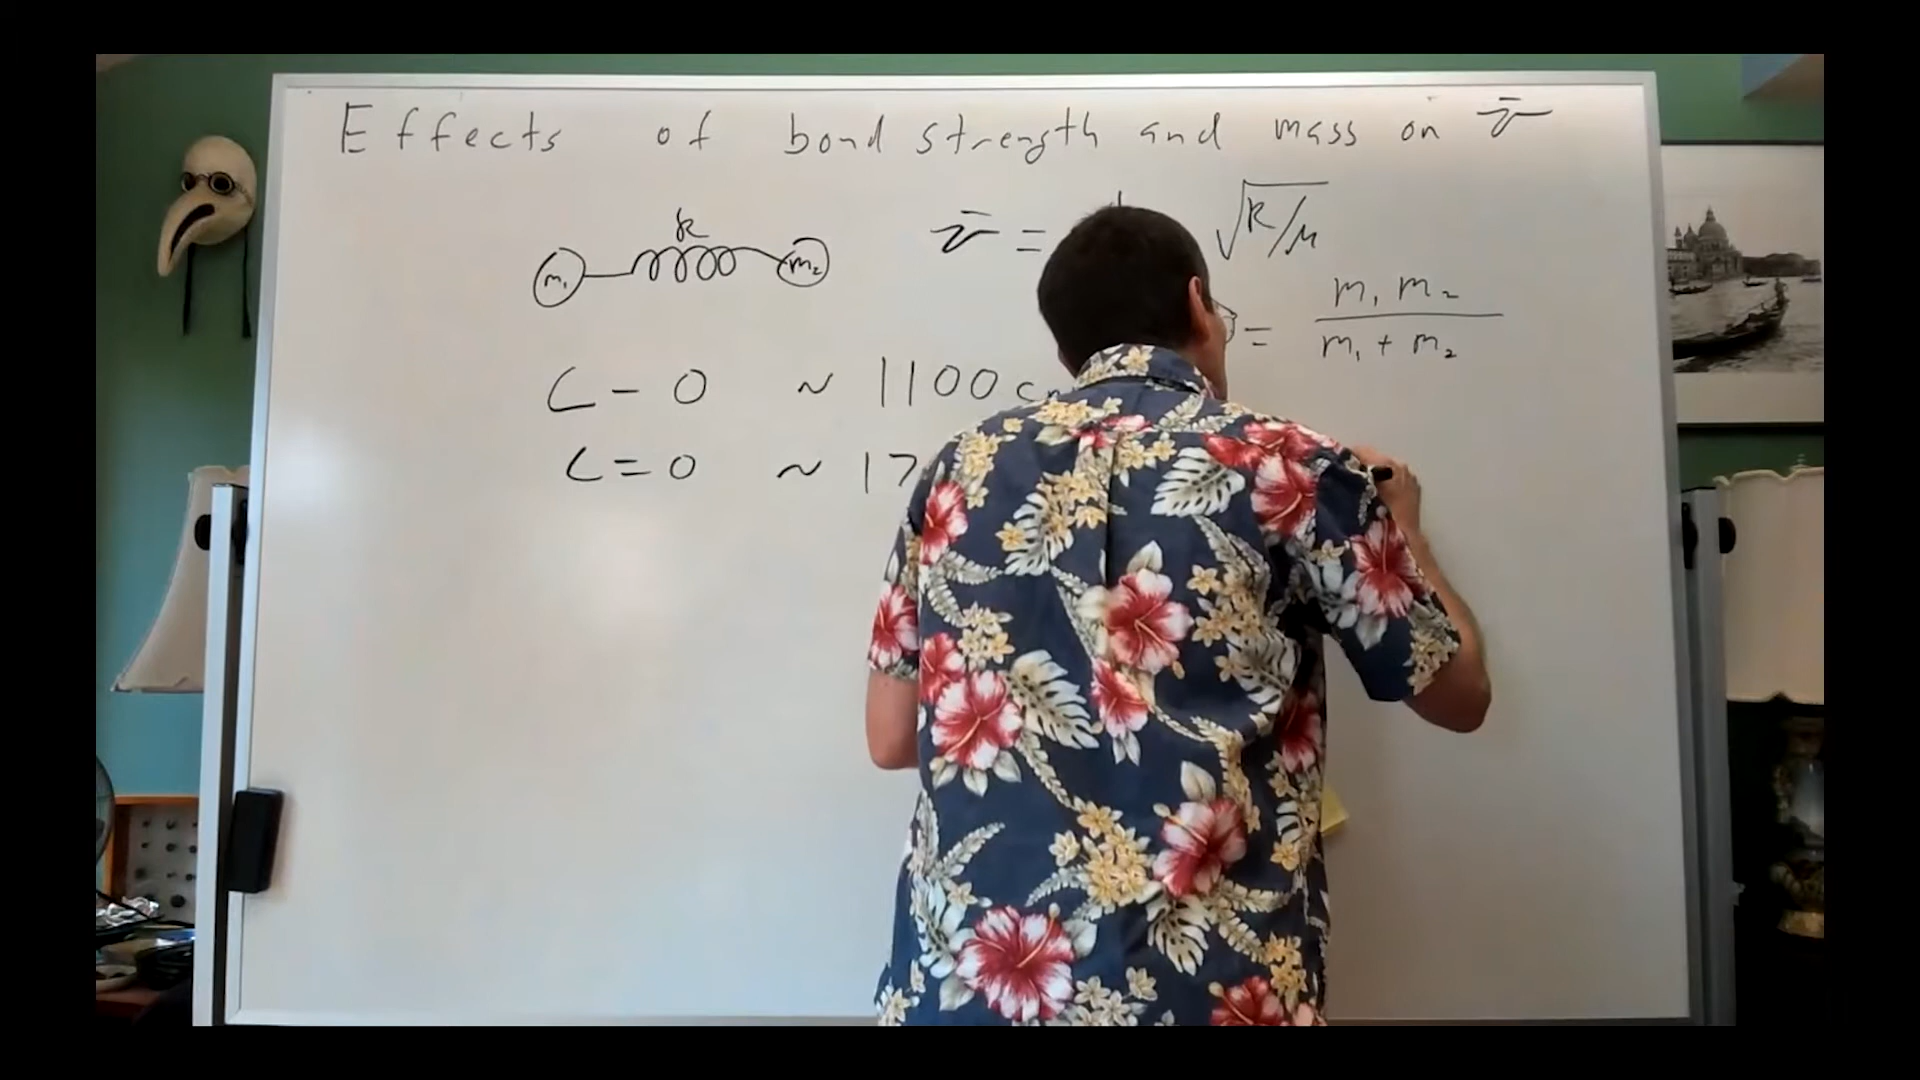 Effects of bond strength and mass on ν̄
k
m₁ m₂
ν̄ = √k/μ
= m₁ m₂
m₁ + m₂
C - O ~ 1100
C = O ~ 17